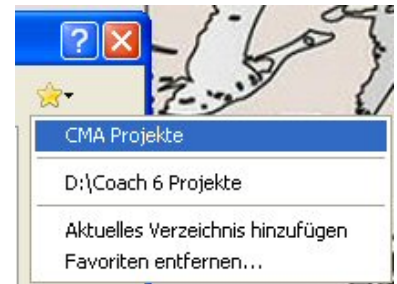 CMA Projekte
D:\Coach 6 Projekte
Aktuelles Verzeichnis hinzufügen
Favoriten entfernen...